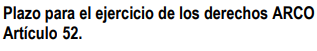 Plazo para el ejercicio de los derechos ARCO
Artículo 52.